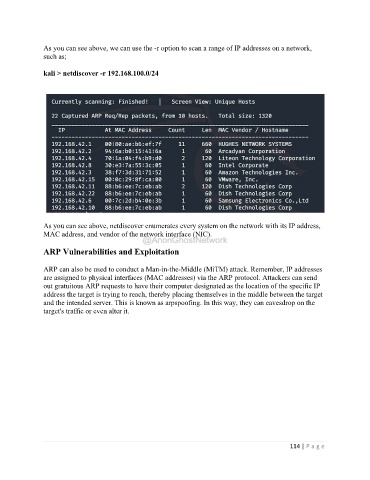 As you can see above, we can use the -r option to scan a range of IP addresses on a network,
such as;
kali > netdiscover -r 192.168.100.0/24
Currently scanning: Finished! | Screen View: Unique Hosts
22 Captured ARP Req/Rep packets, from 10 hosts. Total size: 1320
IP At MAC Address Count Len MAC Vendor / Hostname
192.168.42.1 00:80:ae:b6:ef:7f 11 660 HUGHES NETWORK SYSTEMS
192.168.42.2 94:6a:b0:15:41:6a 1 60 Arcadyan Corporation
192.168.42.4 70:1a:04:f4:b9:d0 2 120 Liteon Technology Corporation
192.168.42.8 30:e3:7a:55:3c:05 1 60 Intel Corporate
192.168.42.3 38:f7:3d:31:71:52 1 60 Amazon Technologies Inc.
192.168.42.15 00:0c:29:8f:ca:80 1 60 VMware, Inc.
192.168.42.11 88:b6:ee:7c:eb:ab 2 120 Dish Technologies Corp
192.168.42.22 88:b6:ee:7c:eb:ab 1 60 Dish Technologies Corp
192.168.42.6 00:7c:2d:b4:0e:3b 1 60 Samsung Electronics Co.,Ltd
192.168.42.10 88:b6:ee:7c:eb:ab 1 60 Dish Technologies Corp
As you can see above, netdiscover enumerates every system on the network with its IP address,
MAC address, and vendor of the network interface (NIC).
@AnonGhostNetwork
ARP Vulnerabilities and Exploitation
ARP can also be used to conduct a Man-in-the-Middle (MiTM) attack. Remember, IP addresses
are assigned to physical interfaces (MAC addresses) via the ARP protocol. Attackers can send
out gratuitous ARP requests to have their computer designated as the location of the specific IP
address the target is trying to reach, thereby placing themselves in the middle between the target
and the intended server. This is known as arpspoofing. In this way, they can eavesdrop on the
target's traffic or even alter it.
114 | P a g e